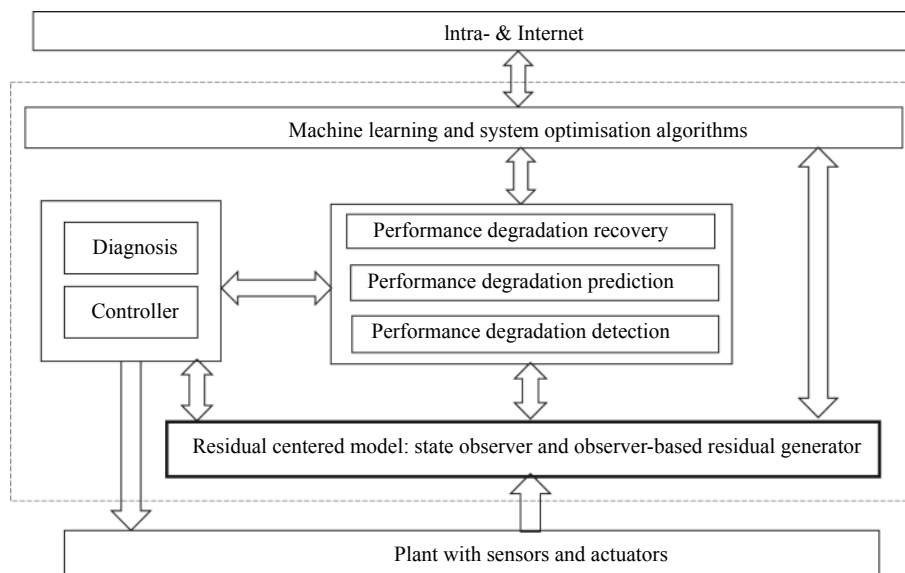 lntra- & Internet
Machine learning and system optimisation algorithms
Performance degradation recovery
Diagnosis
Performance degradation prediction
Controller
Performance degradation detection
Residual centered model: state observer and observer-based residual generator
Plant with sensors and actuators